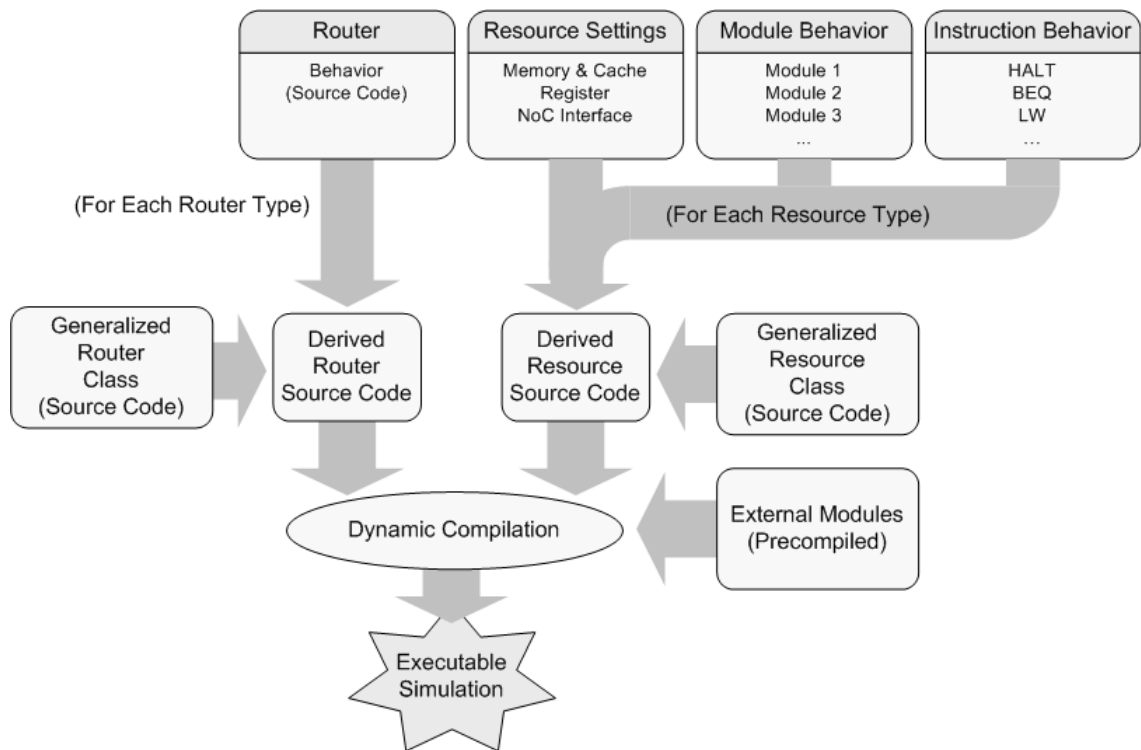 Router
Behavior
(Source Code)
Resource Settings
Memory & Cache
Register
NoC Interface
Module Behavior
Module 1
Module 2
Module 3
...
Instruction Behavior
HALT
BEQ
LW
...
(For Each Router Type)
(For Each Resource Type)
Generalized
Router
Class
(Source Code)
Derived
Router
Source Code
Derived
Resource
Source Code
Generalized
Resource
Class
(Source Code)
Dynamic Compilation
External Modules
(Precompiled)
Executable
Simulation